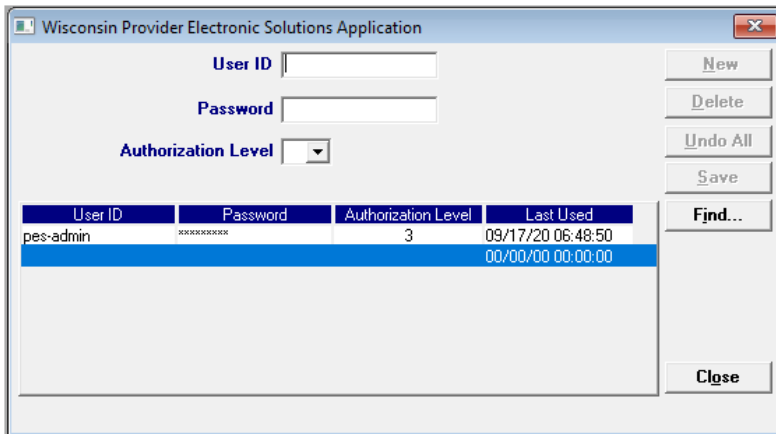 Wisconsin Provider Electronic Solutions Application
User ID
New
Password
Delete
Authorization Level
Undo All
Save
User ID Password Authorization Level Last Used
Find...
pes-admin ********* 3 09/17/20 06:48:50
00/00/00 00:00:00
Close